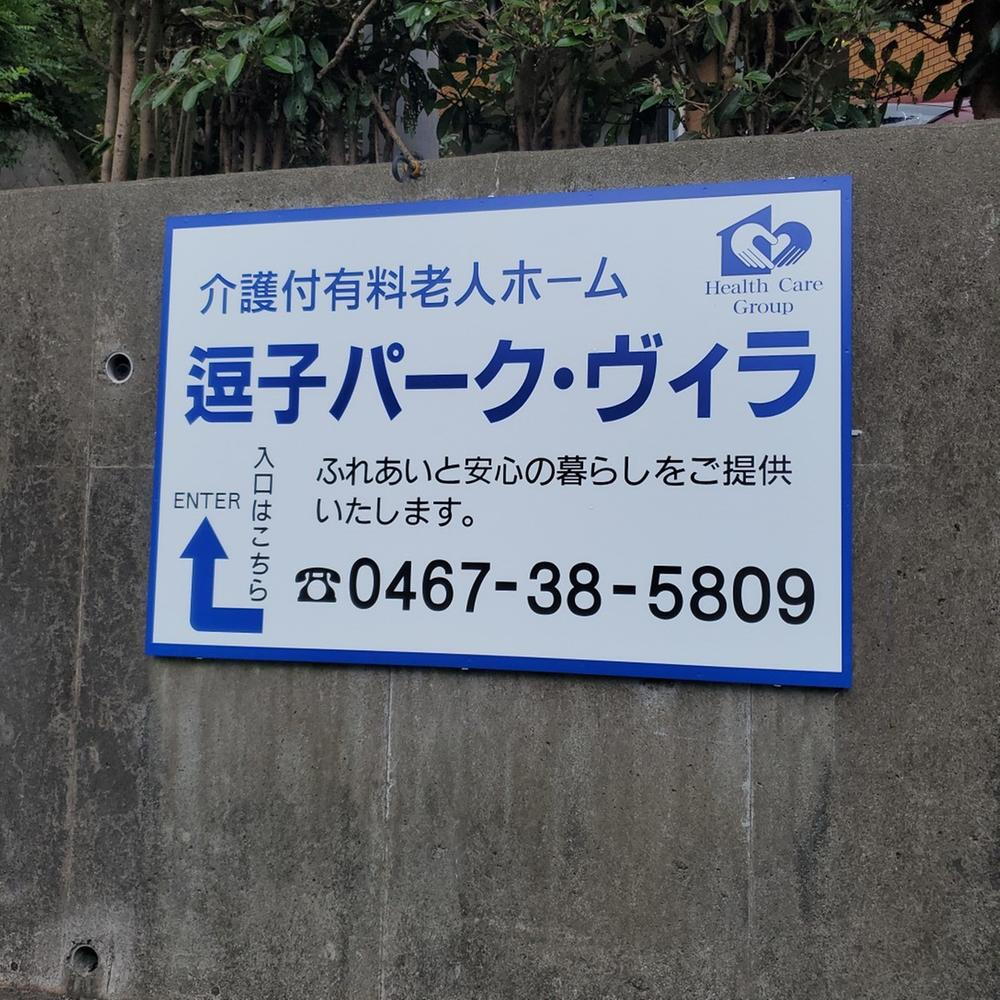 介護付有料老人ホーム
Health Care
Group
逗子パーク・ヴィラ
入口はこちら
ENTER
ふれあいと安心の暮らしをご提供
いたします。
☎0467-38-5809